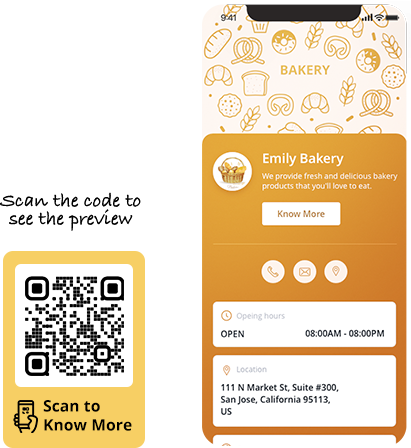 9:41
BAKERY
Emily Bakery
We provide fresh and delicious bakery
products that you'll love to eat.
Know More
Scan the code to
see the preview
Scan to
Know More
Opeing hours
OPEN 08:00AM - 08:00PM
Location
111 N Market St, Suite #300,
San Jose, California 95113,
US